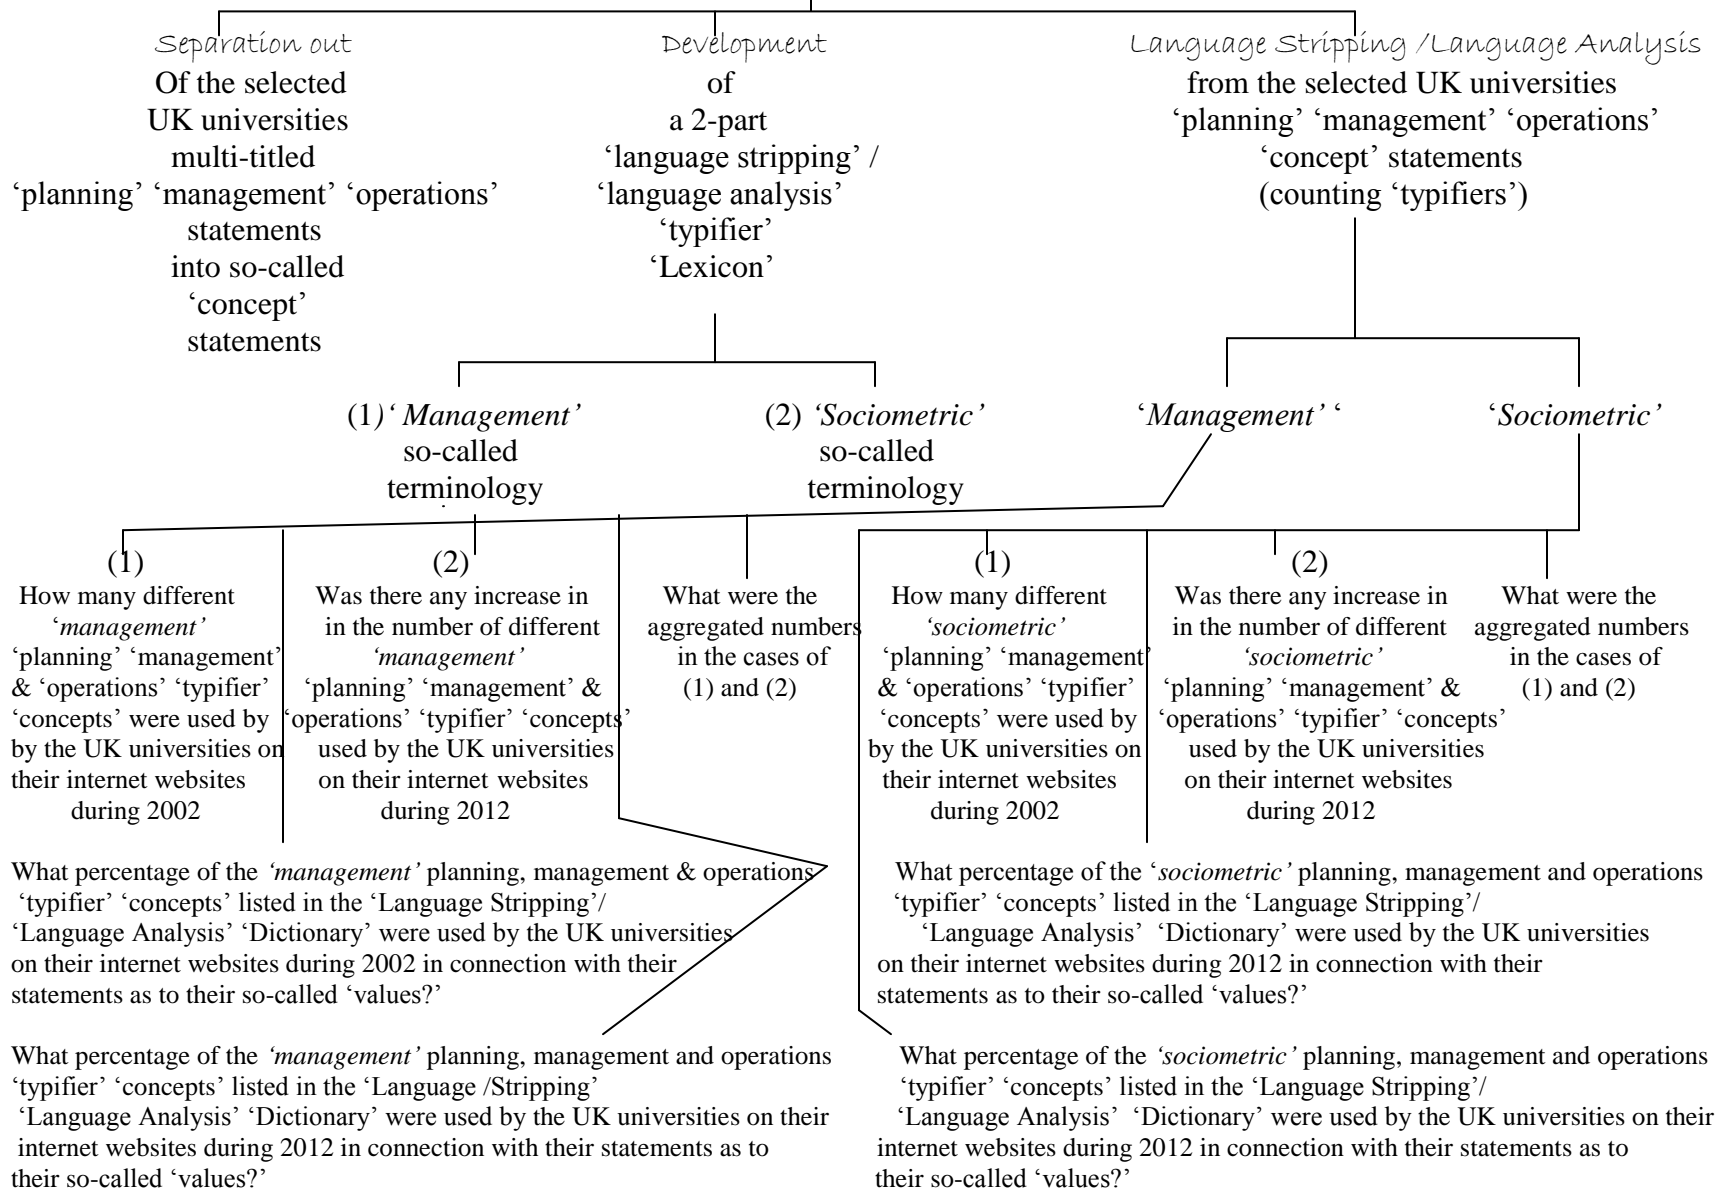 Separation out
Of the selected
UK universities
multi-titled
‘planning’ ‘management’ ‘operations’
statements
into so-called
‘concept’
statements
Development
of
a 2-part
‘language stripping’ /
‘language analysis’
‘typifier’
‘Lexicon’
Language Stripping /Language Analysis
from the selected UK universities
‘planning’ ‘management’ ‘operations’
‘concept’ statements
(counting ‘typifiers’)
(1)‘ Management’
so-called
terminology
(2) ‘Sociometric’
so-called
terminology
‘Management’ ‘
‘Sociometric’
(1)
How many different
‘management’
‘planning’ ‘management’
& ‘operations’ ‘typifier’
‘concepts’ were used by
by the UK universities on
their internet websites
during 2002
(2)
Was there any increase in
in the number of different
‘management’
‘planning’ ‘management’ &
‘operations’ ‘typifier’ ‘concepts’
used by the UK universities
on their internet websites
during 2012
What were the
aggregated numbers
in the cases of
(1) and (2)
(1)
How many different
‘sociometric’
‘planning’ ‘management’
& ‘operations’ ‘typifier’
‘concepts’ were used by
by the UK universities on
their internet websites
during 2002
(2)
Was there any increase in
in the number of different
‘sociometric’
‘planning’ ‘management’ &
‘operations’ ‘typifier’ ‘concepts’
used by the UK universities
on their internet websites
during 2012
What were the
aggregated numbers
in the cases of
(1) and (2)
What percentage of the ‘management’ planning, management & operations
‘typifier’ ‘concepts’ listed in the ‘Language Stripping’/
‘Language Analysis’ ‘Dictionary’ were used by the UK universities
on their internet websites during 2002 in connection with their
statements as to their so-called ‘values?’
What percentage of the ‘sociometric’ planning, management and operations
‘typifier’ ‘concepts’ listed in the ‘Language Stripping’/
‘Language Analysis’ ‘Dictionary’ were used by the UK universities
on their internet websites during 2012 in connection with their
statements as to their so-called ‘values?’
What percentage of the ‘management’ planning, management and operations
‘typifier’ ‘concepts’ listed in the ‘Language /Stripping’
‘Language Analysis’ ‘Dictionary’ were used by the UK universities on their
internet websites during 2012 in connection with their statements as to
their so-called ‘values?’
What percentage of the ‘sociometric’ planning, management and operations
‘typifier’ ‘concepts’ listed in the ‘Language Stripping’/
‘Language Analysis’ ‘Dictionary’ were used by the UK universities on their
internet websites during 2012 in connection with their statements as to
their so-called ‘values?’